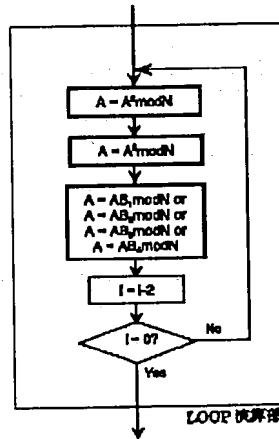 A = A²modN
A = A²modN
A = AB₁modN or
A = AB₂modN or
A = AB₃modN or
A = AB₄modN
I = I-2
I = 0?
No
Yes
LOOP 演算部